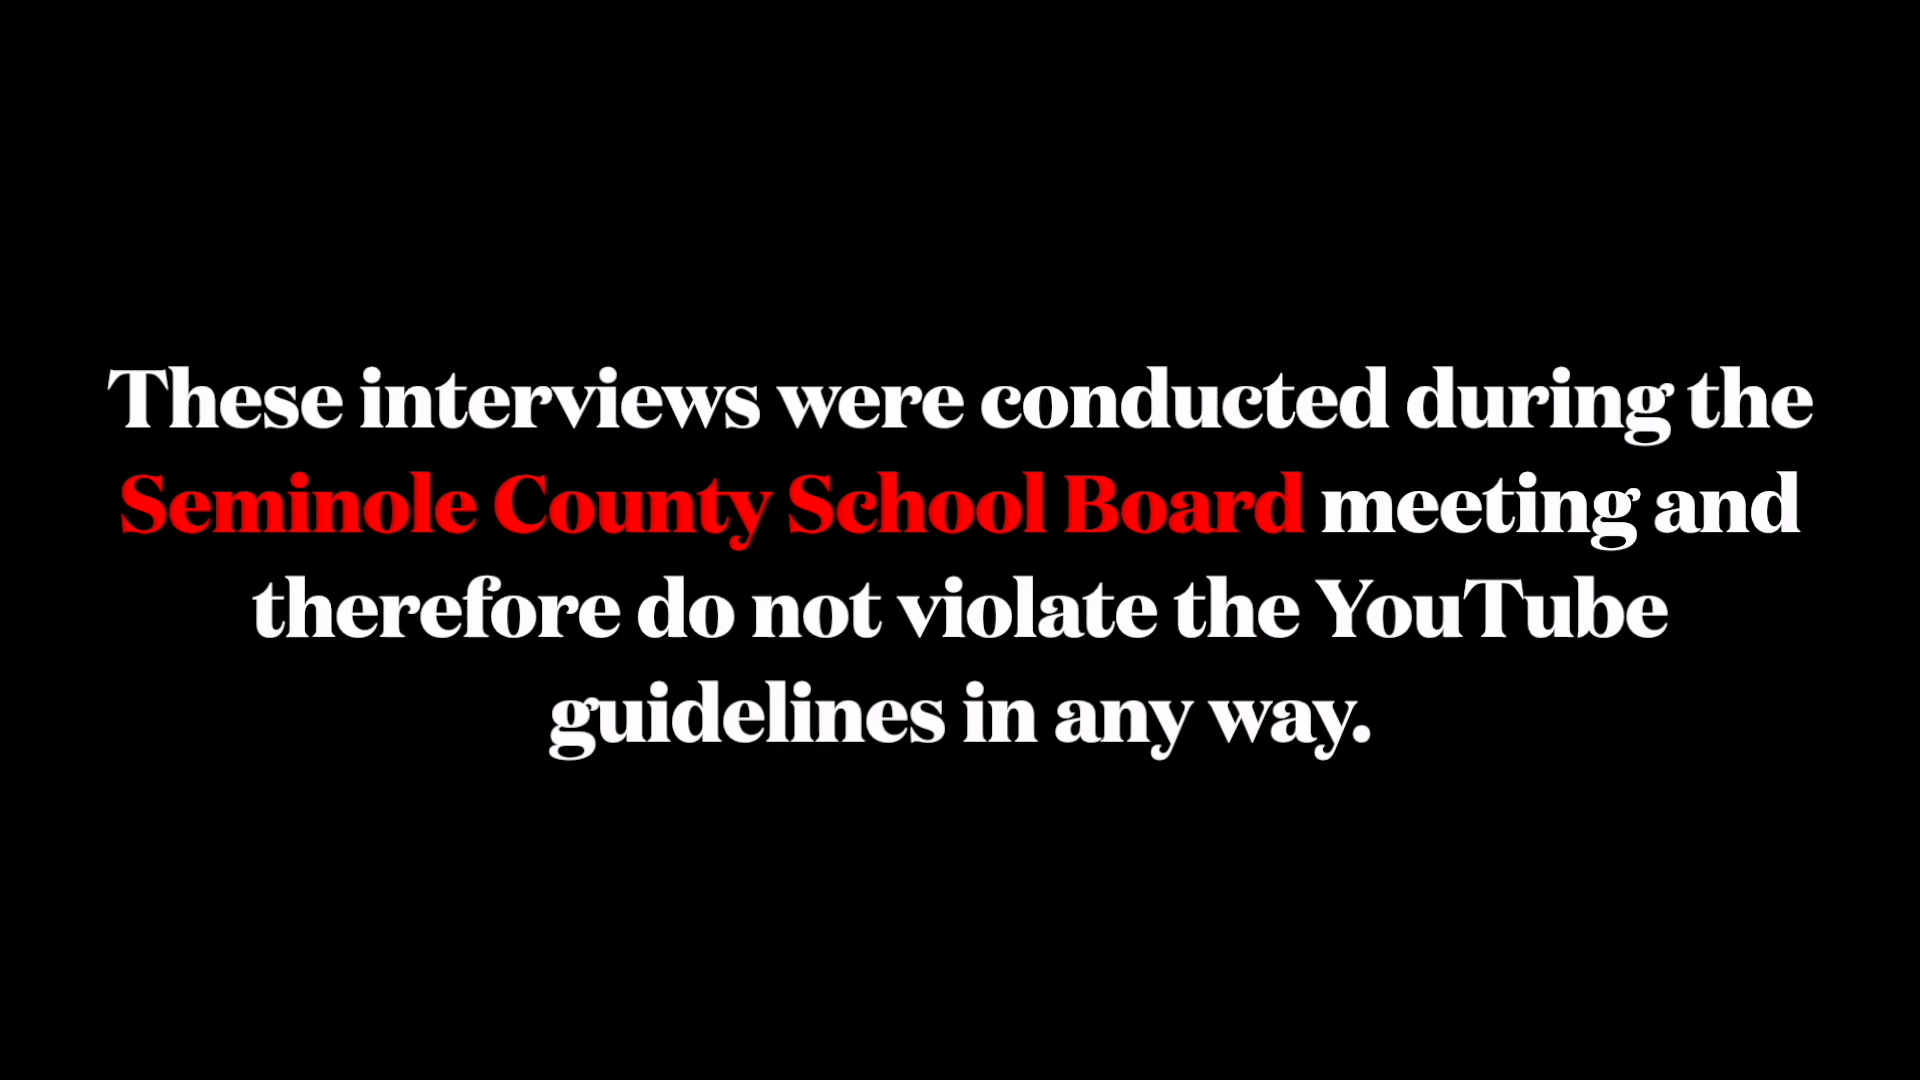 These interviews were conducted during the
Seminole County School Board meeting and
therefore do not violate the YouTube
guidelines in any way.